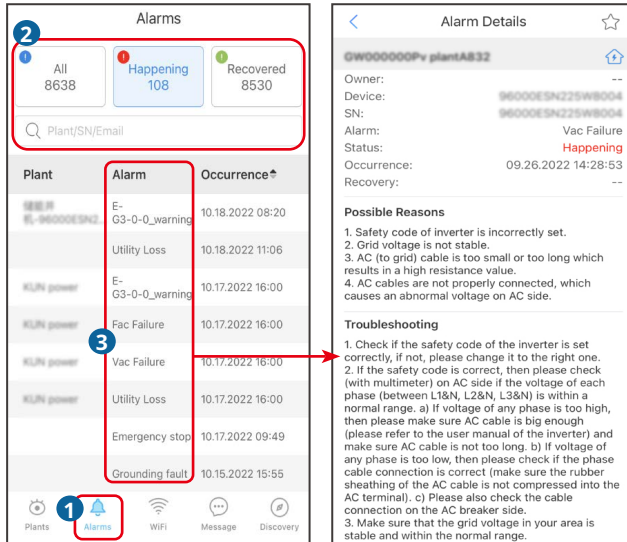 Alarms
2
All
8638
Happening
108
Recovered
8530
Plant/SN/Email
Plant Alarm Occurrence
E-
G3-0-0_warning
10.18.2022 08:20
Utility Loss 10.18.2022 11:06
E-
G3-0-0_warning
10.17.2022 16:00
Fac Failure 10.17.2022 16:00
3
Vac Failure 10.17.2022 16:00
Utility Loss 10.17.2022 16:00
Emergency stop 10.17.2022 09:49
Grounding fault 10.15.2022 15:55
1
Plants Alarms WiFi Message Discovery
Alarm Details
Owner: --
Device:
SN:
Alarm: Vac Failure
Status: Happening
Occurrence: 09.26.2022 14:28:53
Recovery: --
Possible Reasons
1. Safety code of inverter is incorrectly set.
2. Grid voltage is not stable.
3. AC (to grid) cable is too small or too long which
results in a high resistance value.
4. AC cables are not properly connected, which
causes an abnormal voltage on AC side.
Troubleshooting
1. Check if the safety code of the inverter is set
correctly, if not, please change it to the right one.
2. If the safety code is correct, then please check
(with multimeter) on AC side if the voltage of each
phase (between L1&N, L2&N, L3&N) is within a
normal range. a) If voltage of any phase is too high,
then please make sure AC cable is big enough
(please refer to the user manual of the inverter) and
make sure AC cable is not too long. b) If voltage of
any phase is too low, then please check if the phase
cable connection is correct (make sure the rubber
sheathing of the AC cable is not compressed into the
AC terminal). c) Please also check the cable
connection on the AC breaker side.
3. Make sure that the grid voltage in your area is
stable and within the normal range.